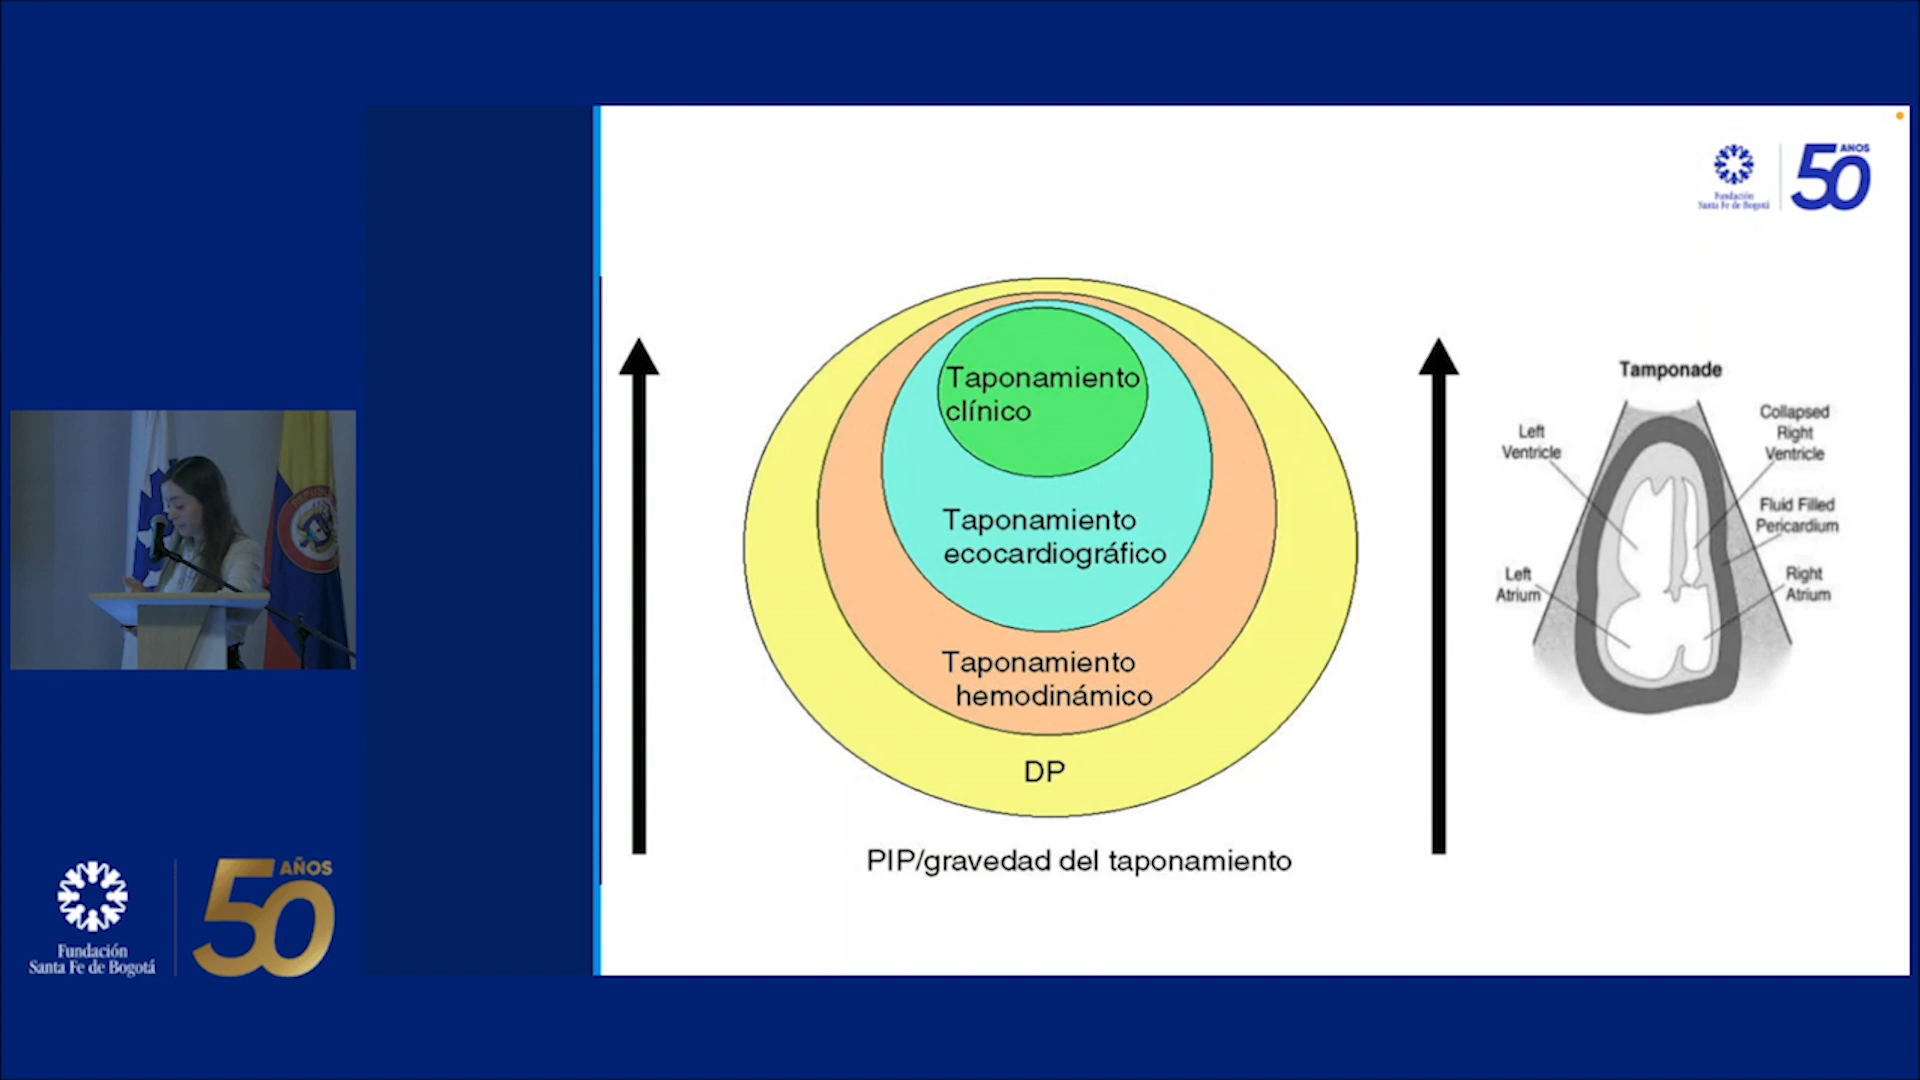 AÑOS
50
Fundación
Santa Fe de Bogotá
Taponamiento
clínico
Taponamiento
ecocardiográfico
Taponamiento
hemodinámico
DP
PIP/gravedad del taponamiento
Tamponade
Left
Ventricle
Collapsed
Right
Ventricle
Fluid Filled
Pericardium
Left
Atrium
Right
Atrium
REPUBLIC
AÑOS
50
Fundación
Santa Fe de Bogotá